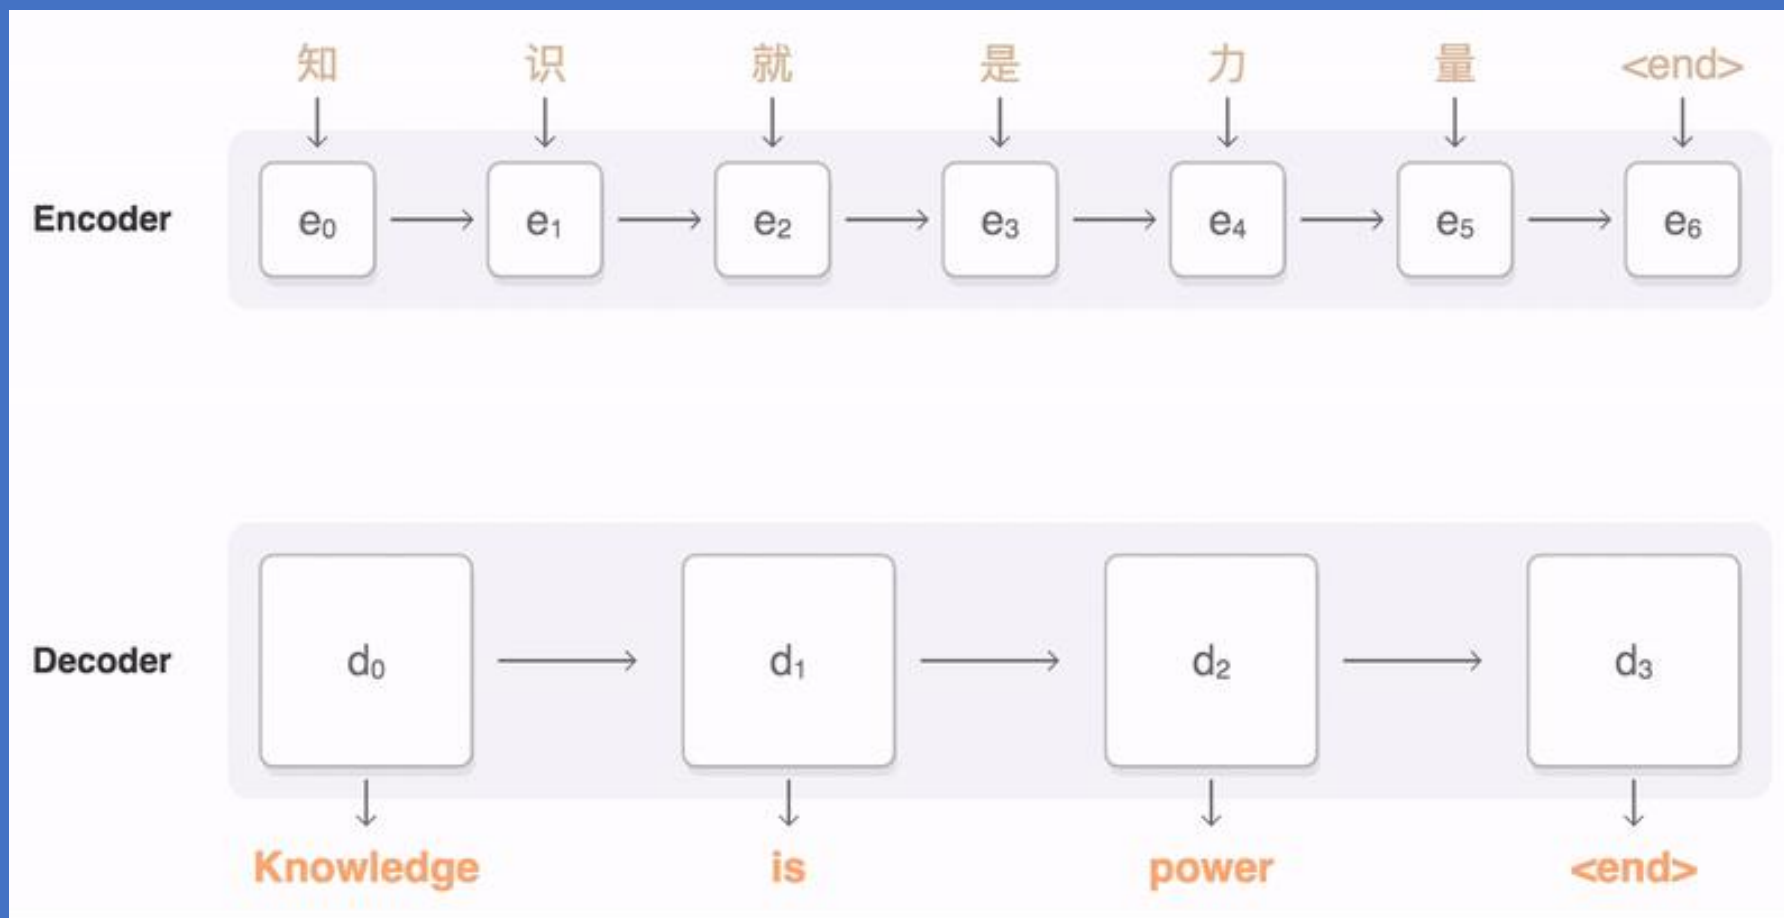 知 识 就 是 力 量 <end>
Encoder e₀ e₁ e₂ e₃ e₄ e₅ e₆
Decoder d₀ d₁ d₂ d₃
Knowledge is power <end>